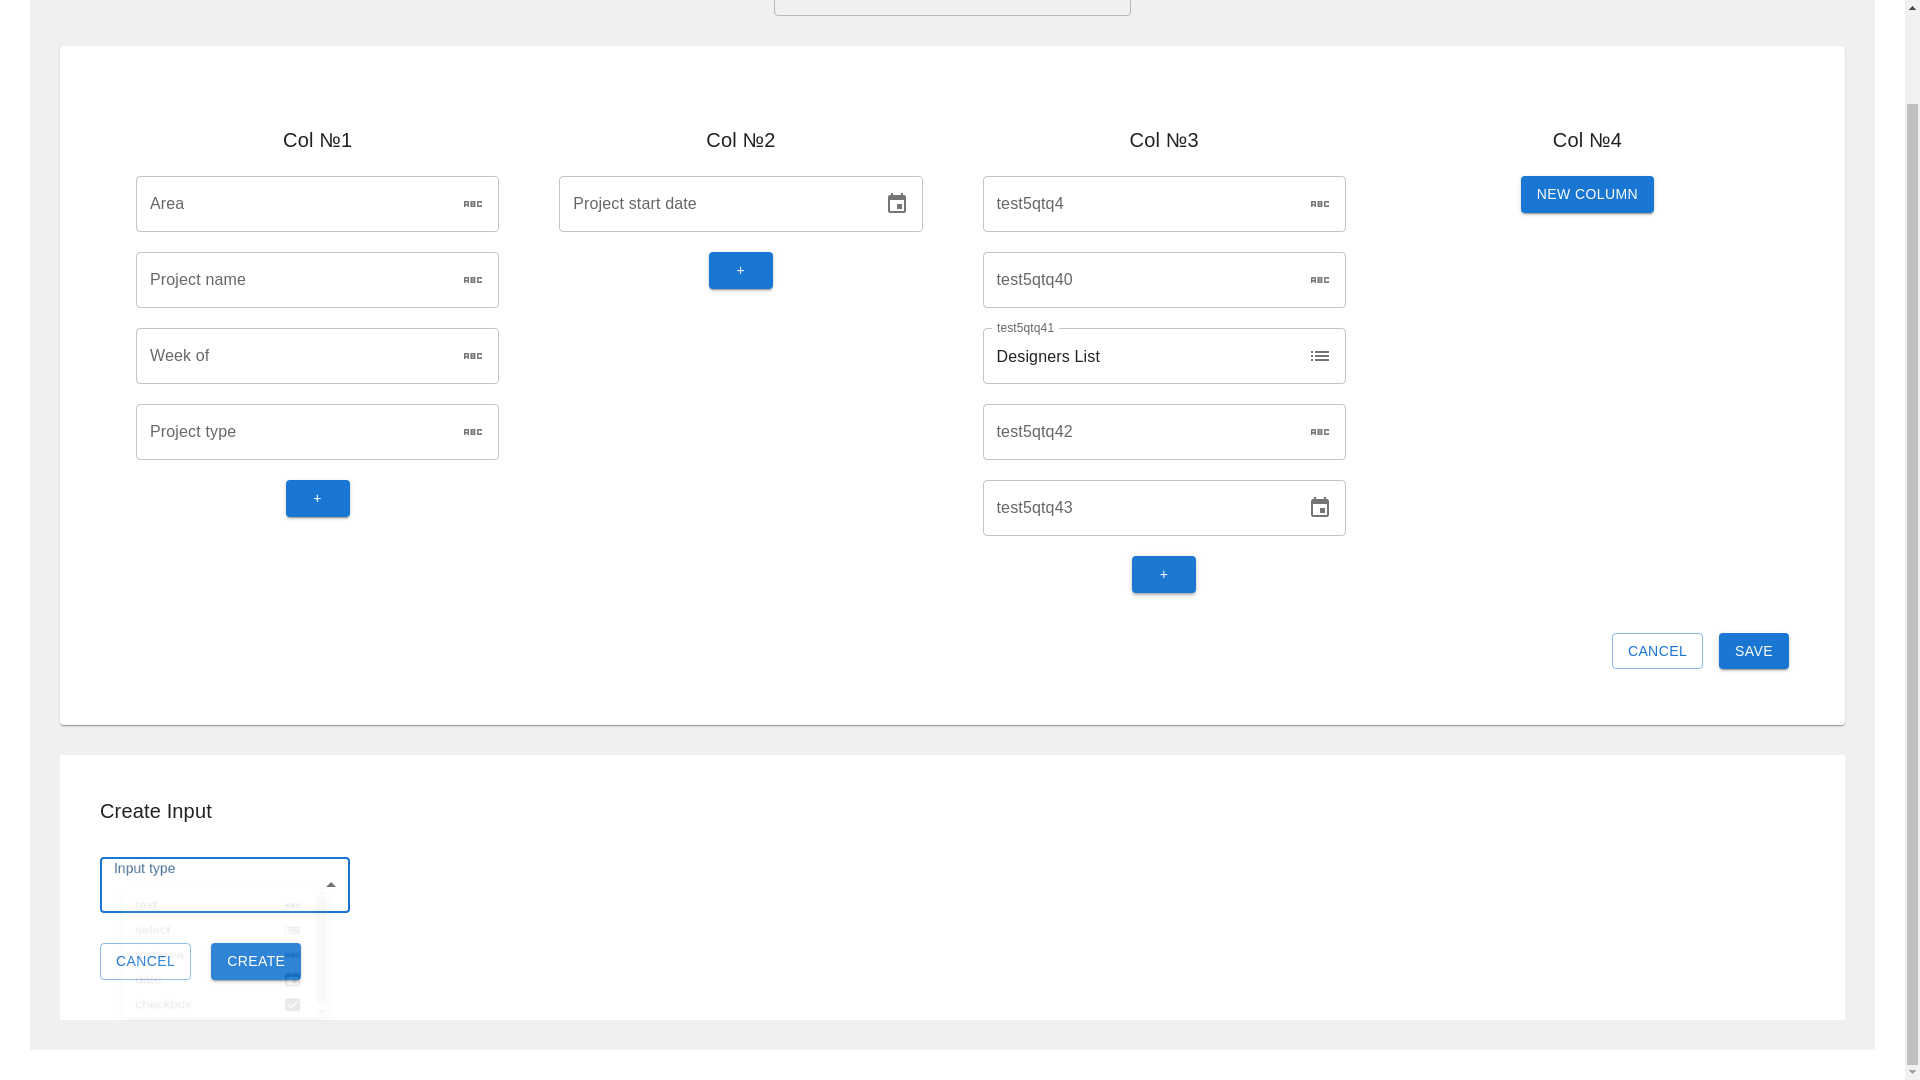 Col №1
Col №2
Col №3
Col №4
Area
ABC
Project start date
test5qtq4
ABC
NEW COLUMN
Project name
ABC
+
test5qtq40
ABC
Week of
ABC
test5qtq41
Designers List
Project type
ABC
test5qtq42
ABC
+
test5qtq43
+
CANCEL
SAVE
Create Input
Input type
text
ABC
select
CANCEL
CREATE
date
checkbox